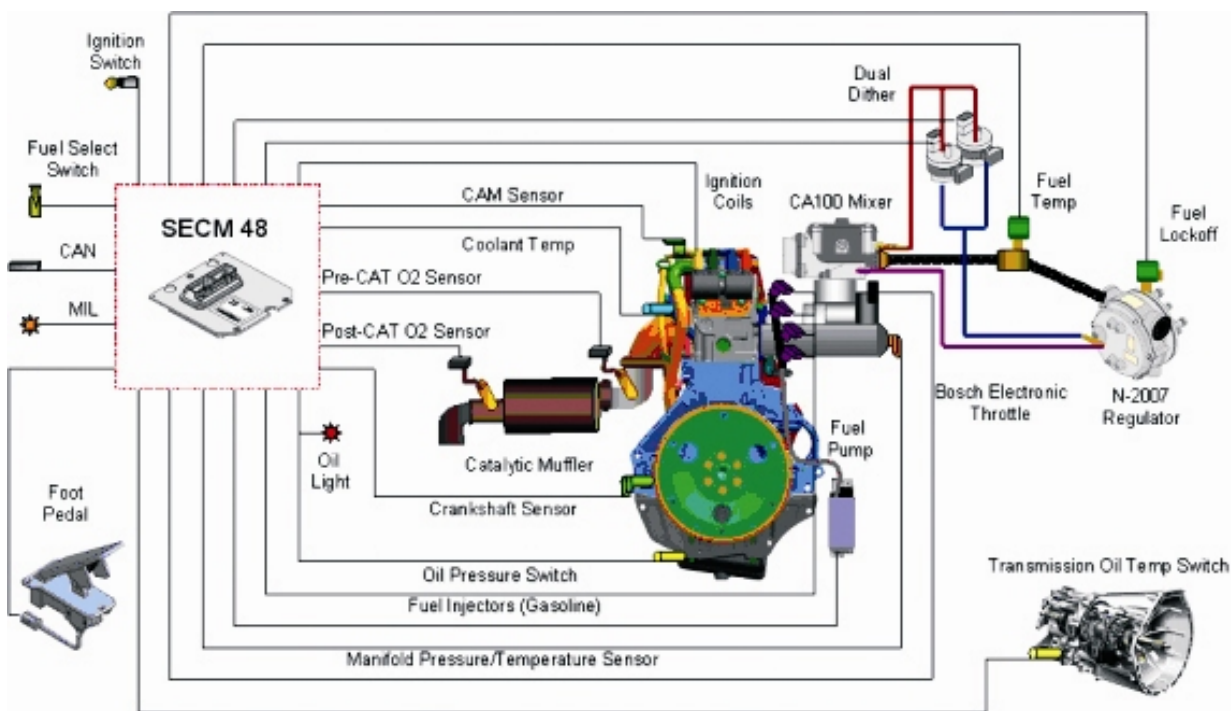 Ignition
Switch
Dual
Dither
Fuel Select
Switch
SECM 48
CAM Sensor
Ignition
Coils
CA100 Mixer
Fuel
Temp
Fuel
Lockoff
Coolant Temp
CAN
Pre-CAT O2 Sensor
MIL
Post-CAT O2 Sensor
Bosch Electronic
Throttle
N-2007
Regulator
Fuel
Pump
Catalytic Muffler
Oil
Light
Foot
Pedal
Crankshaft Sensor
Oil Pressure Switch
Transmission Oil Temp Switch
Fuel Injectors (Gasoline)
Manifold Pressure/Temperature Sensor